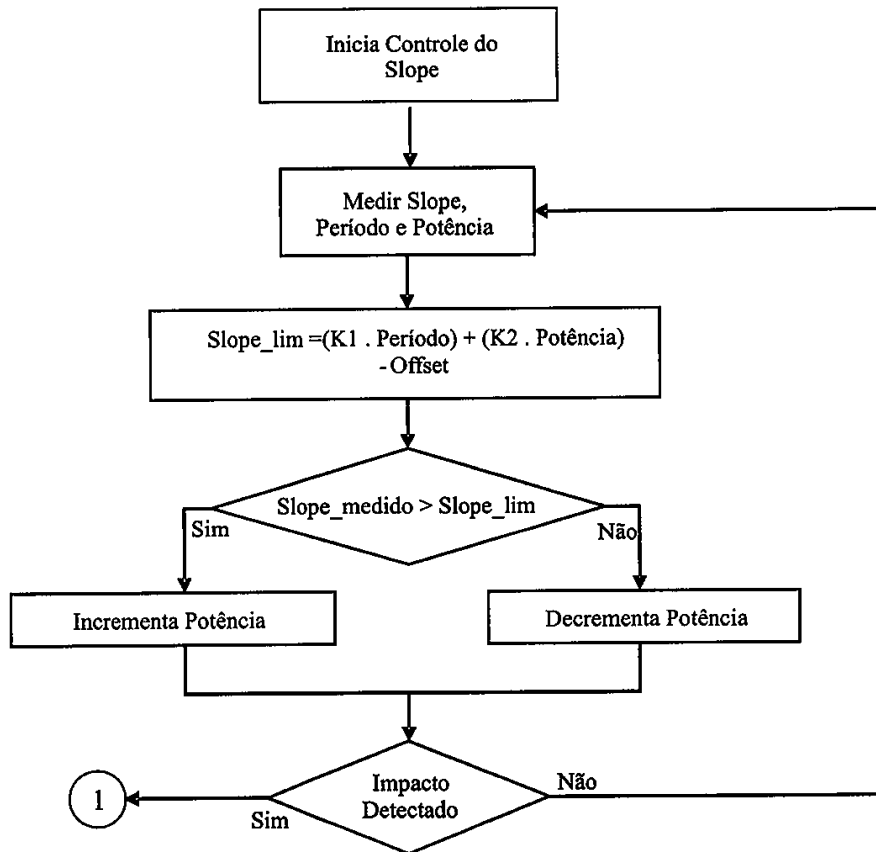 Inicia Controle do
Slope
Medir Slope,
Período e Potência
Slope_lim =(K1 . Período) + (K2 . Potência)
- Offset
Slope_medido > Slope_lim
Sim
Não
Incrementa Potência
Decrementa Potência
Impacto
Detectado
Não
Sim
1